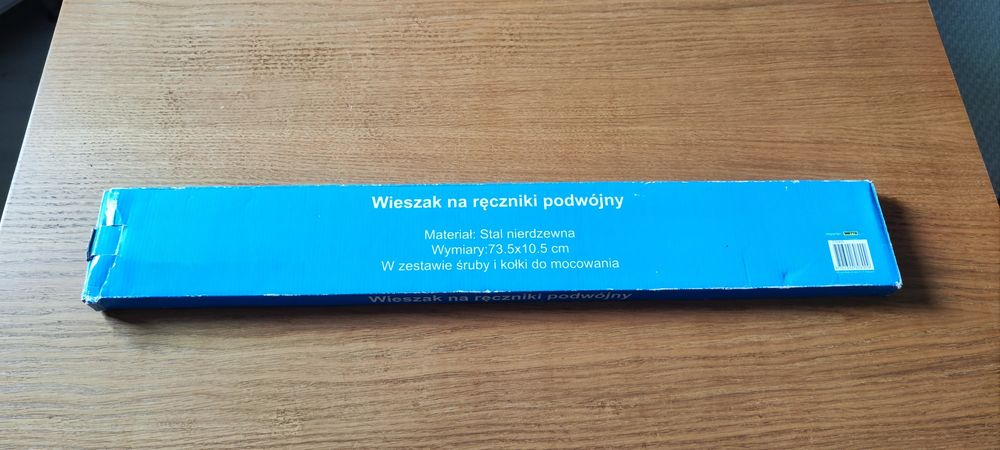 Wieszak na ręczniki podwójny
Materiał: Stal nierdzewna
Wymiary:73.5x10.5 cm
W zestawie śruby i kołki do mocowania
Wieszak na ręczniki podwójny